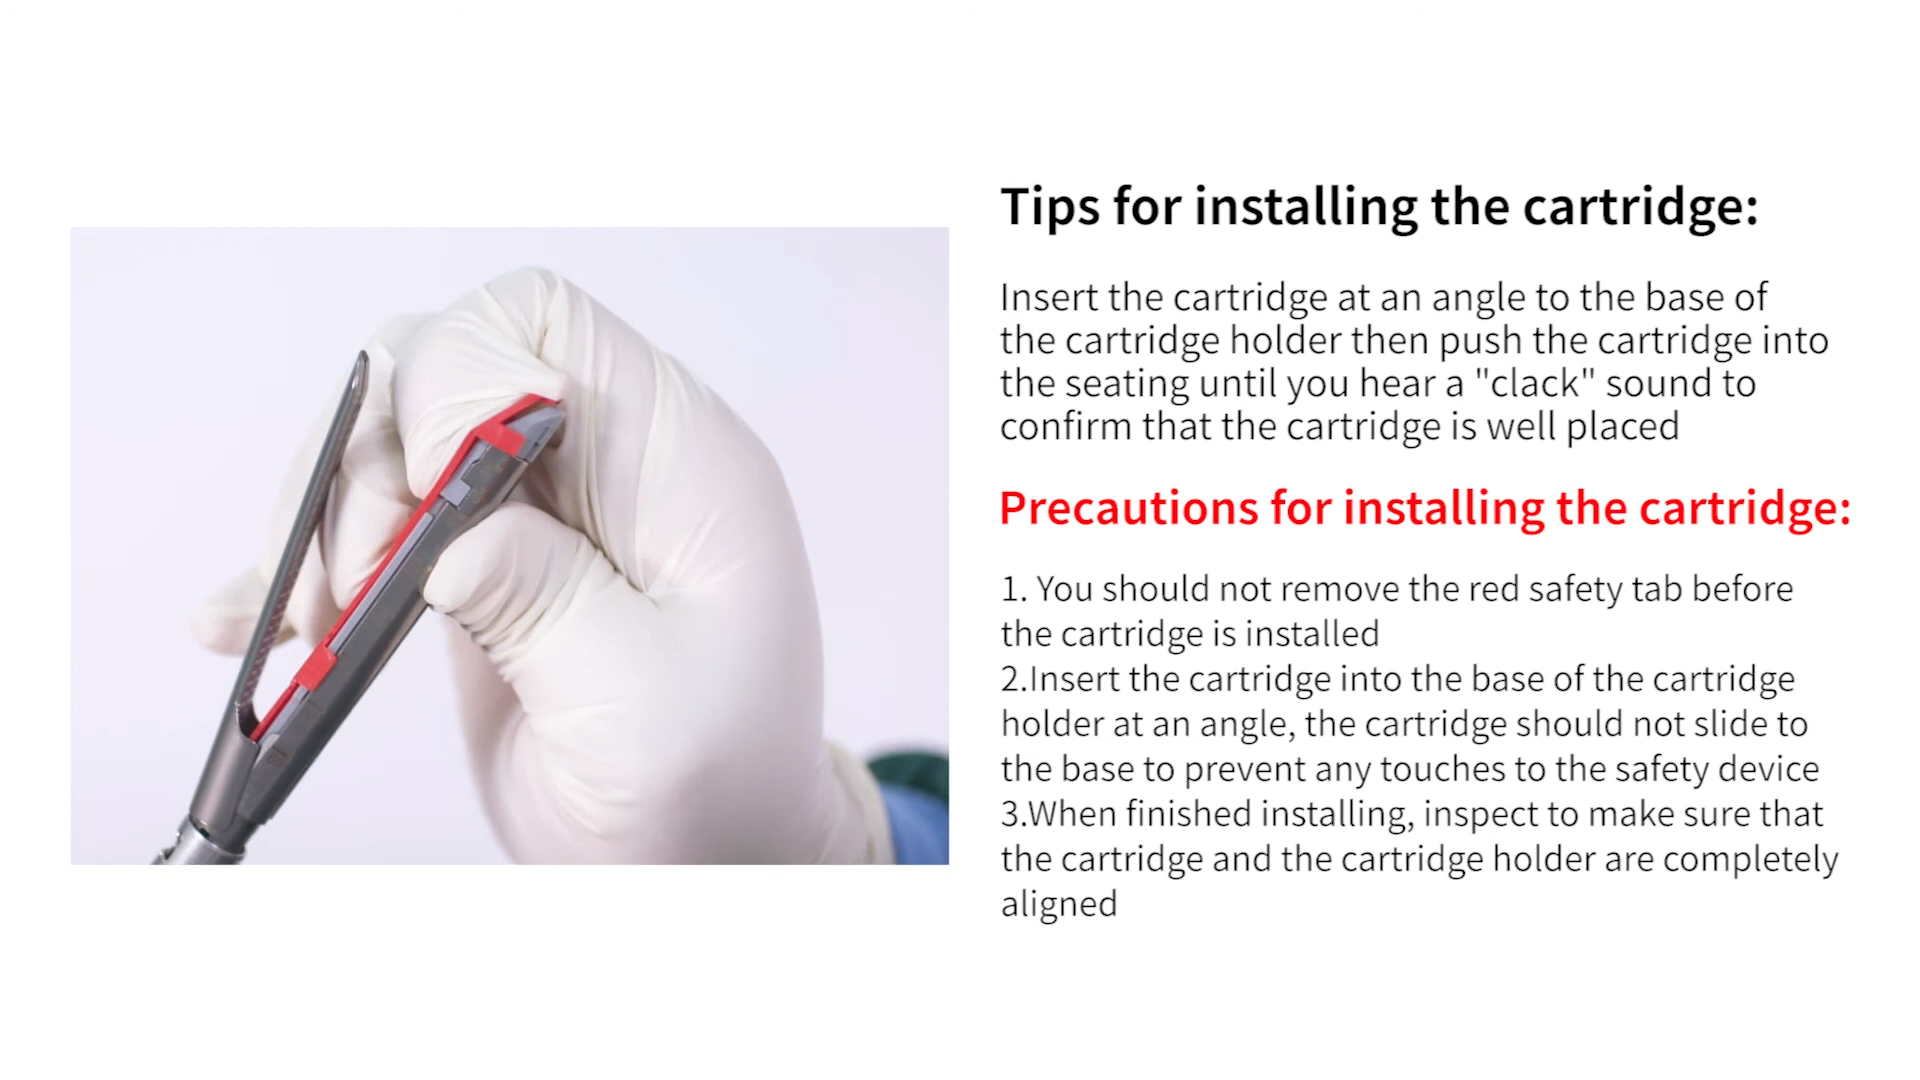 Tips for installing the cartridge:
Insert the cartridge at an angle to the base of
the cartridge holder then push the cartridge into
the seating until you hear a "clack" sound to
confirm that the cartridge is well placed
Precautions for installing the cartridge:
1. You should not remove the red safety tab before
the cartridge is installed
2.Insert the cartridge into the base of the cartridge
holder at an angle, the cartridge should not slide to
the base to prevent any touches to the safety device
3.When finished installing, inspect to make sure that
the cartridge and the cartridge holder are completely
aligned